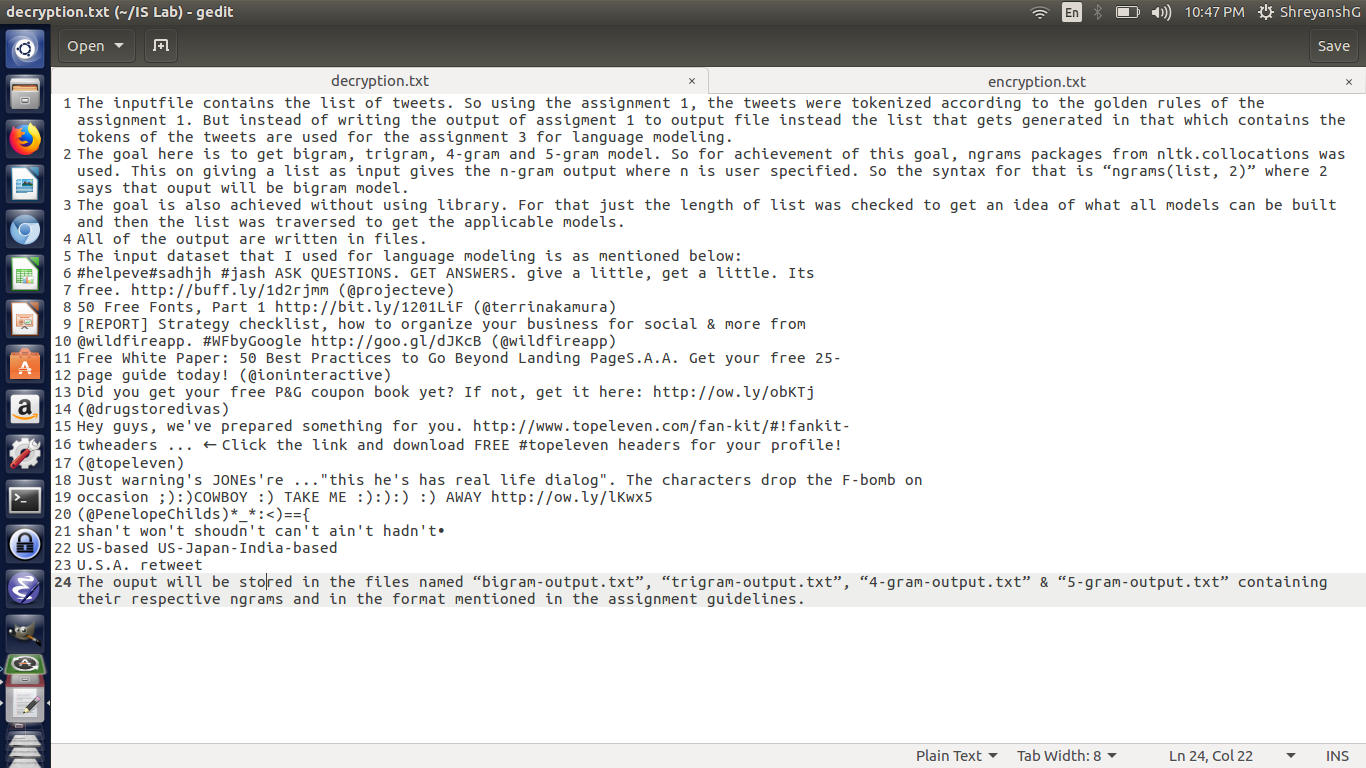 decryption.txt (~/IS Lab) - gedit
En
10:47 PM
ShreyanshG
Open
Save
decryption.txt ×
encryption.txt ×
1 The inputfile contains the list of tweets. So using the assignment 1, the tweets were tokenized according to the golden rules of the
assignment 1. But instead of writing the output of assigment 1 to output file instead the list that gets generated in that which contains the
tokens of the tweets are used for the assignment 3 for language modeling.
2 The goal here is to get bigram, trigram, 4-gram and 5-gram model. So for achievement of this goal, ngrams packages from nltk.collocations was
used. This on giving a list as input gives the n-gram output where n is user specified. So the syntax for that is “ngrams(list, 2)” where 2
says that ouput will be bigram model.
3 The goal is also achieved without using library. For that just the length of list was checked to get an idea of what all models can be built
and then the list was traversed to get the applicable models.
4 All of the output are written in files.
5 The input dataset that I used for language modeling is as mentioned below:
6 #helpeve#sadhjh #jash ASK QUESTIONS. GET ANSWERS. give a little, get a little. Its
7 free. http://buff.ly/1d2rjmm (@projecteve)
8 50 Free Fonts, Part 1 http://bit.ly/1201LiF (@terrinakamura)
9 [REPORT] Strategy checklist, how to organize your business for social & more from
10 @wildfireapp. #WFbyGoogle http://goo.gl/dJKcB (@wildfireapp)
11 Free White Paper: 50 Best Practices to Go Beyond Landing PageS.A.A. Get your free 25-
12 page guide today! (@ioninteractive)
13 Did you get your free P&G coupon book yet? If not, get it here: http://ow.ly/obKTj
14 (@drugstoredivas)
15 Hey guys, we've prepared something for you. http://www.topeleven.com/fan-kit/#!fankit-
16 twheaders ... ←Click the link and download FREE #topeleven headers for your profile!
17 (@topeleven)
18 Just warning's JONEs're ..."this he's has real life dialog". The characters drop the F-bomb on
19 occasion ;):)COWBOY :) TAKE ME :):):) :) AWAY http://ow.ly/lKwx5
20 (@PenelopeChilds)*_*:<)=={
21 shan't won't shoudn't can't ain't hadn't•
22 US-based US-Japan-India-based
23 U.S.A. retweet
24 The ouput will be stored in the files named “bigram-output.txt”, “trigram-output.txt”, “4-gram-output.txt” & “5-gram-output.txt” containing
their respective ngrams and in the format mentioned in the assignment guidelines.
Plain Text
Tab Width: 8
Ln 24, Col 22
INS